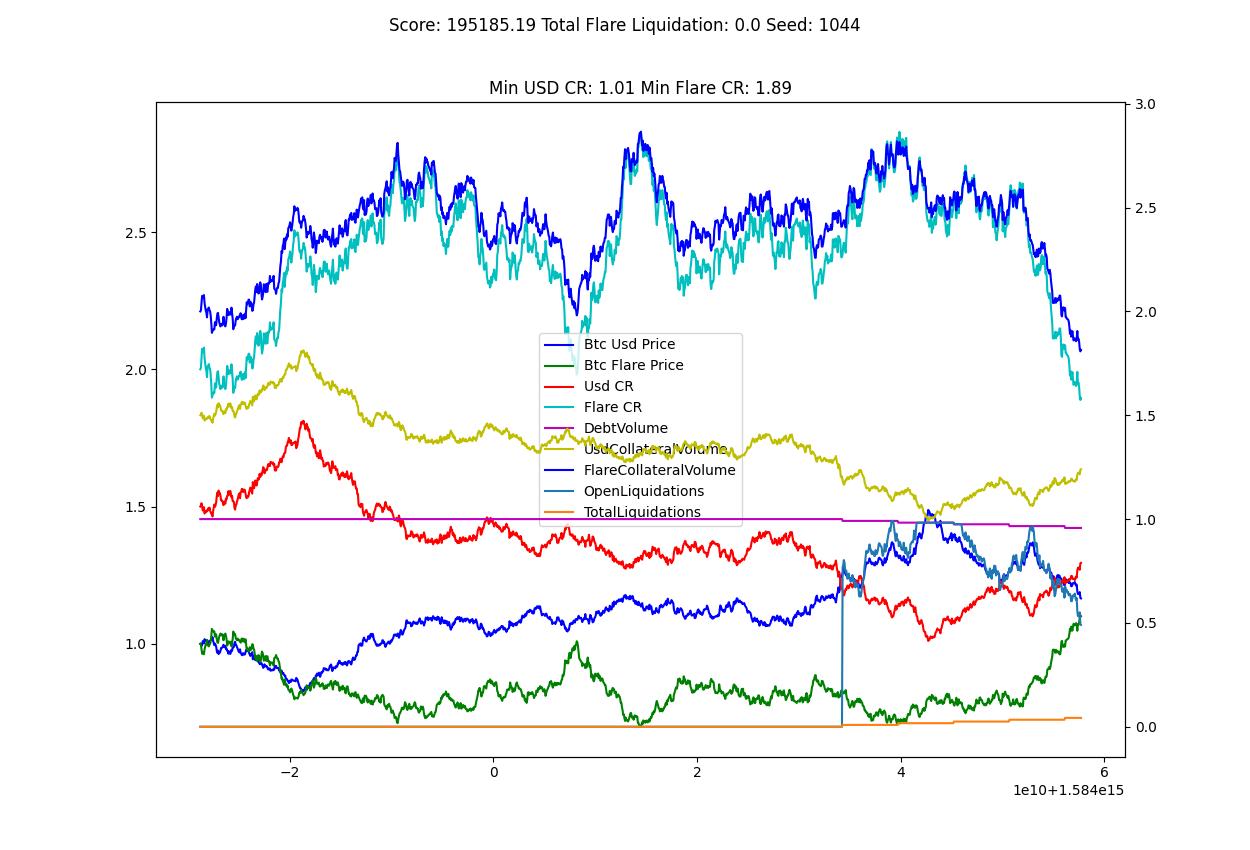 Score: 195185.19 Total Flare Liquidation: 0.0 Seed: 1044
Min USD CR: 1.01 Min Flare CR: 1.89
3.0
2.5
2.5
2.0
2.0
1.5
1.5
1.0
1.0
0.5
0.0
Btc Usd Price
Btc Flare Price
Usd CR
Flare CR
DebtVolume
UsdCollateralVolume
FlareCollateralVolume
OpenLiquidations
TotalLiquidations
−2 0 2 4 6
1e10+1.584e15